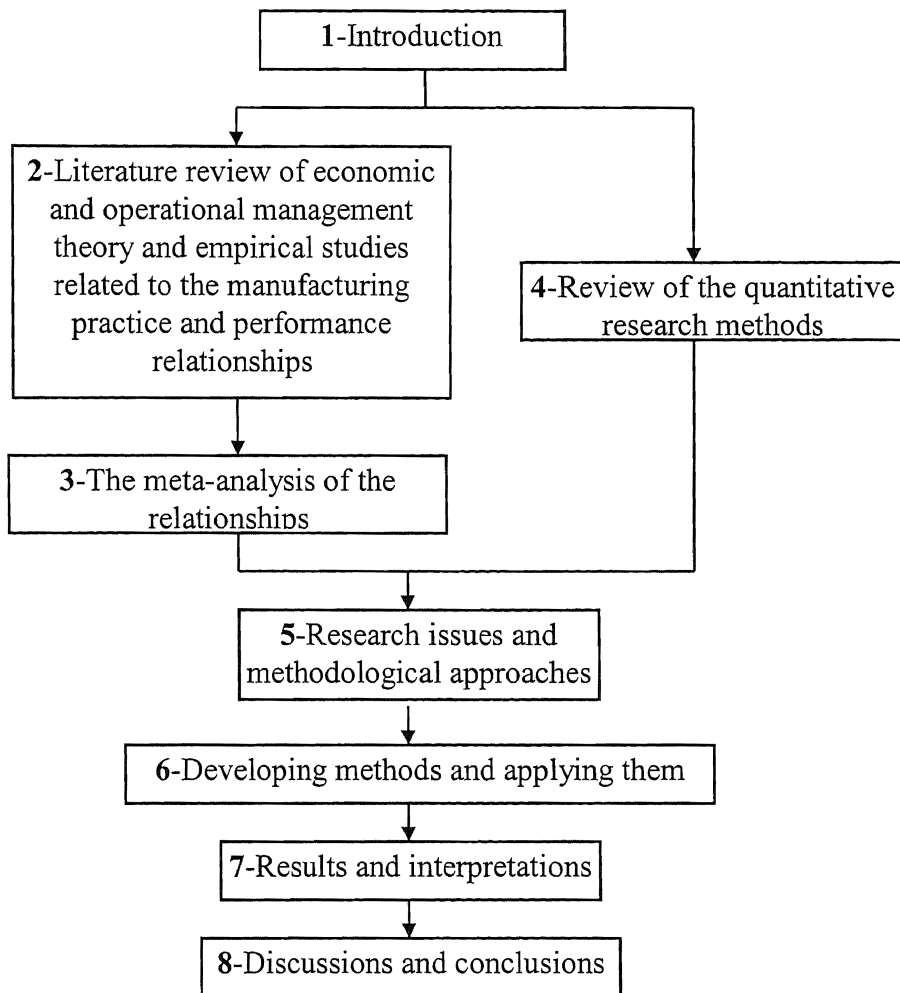 1-Introduction
2-Literature review of economic
and operational management
theory and empirical studies
related to the manufacturing
practice and performance
relationships
4-Review of the quantitative
research methods
3-The meta-analysis of the
relationships
5-Research issues and
methodological approaches
6-Developing methods and applying them
7-Results and interpretations
8-Discussions and conclusions